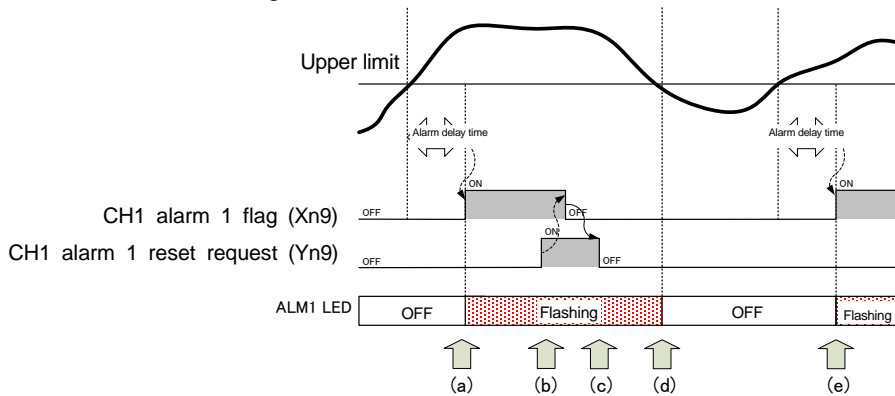 Upper limit
Alarm delay time Alarm delay time
ON ON
CH1 alarm 1 flag (Xn9) OFF OFF
ON
CH1 alarm 1 reset request (Yn9) OFF OFF
ALM1 LED OFF Flashing OFF Flashing
(a) (b) (c) (d) (e)